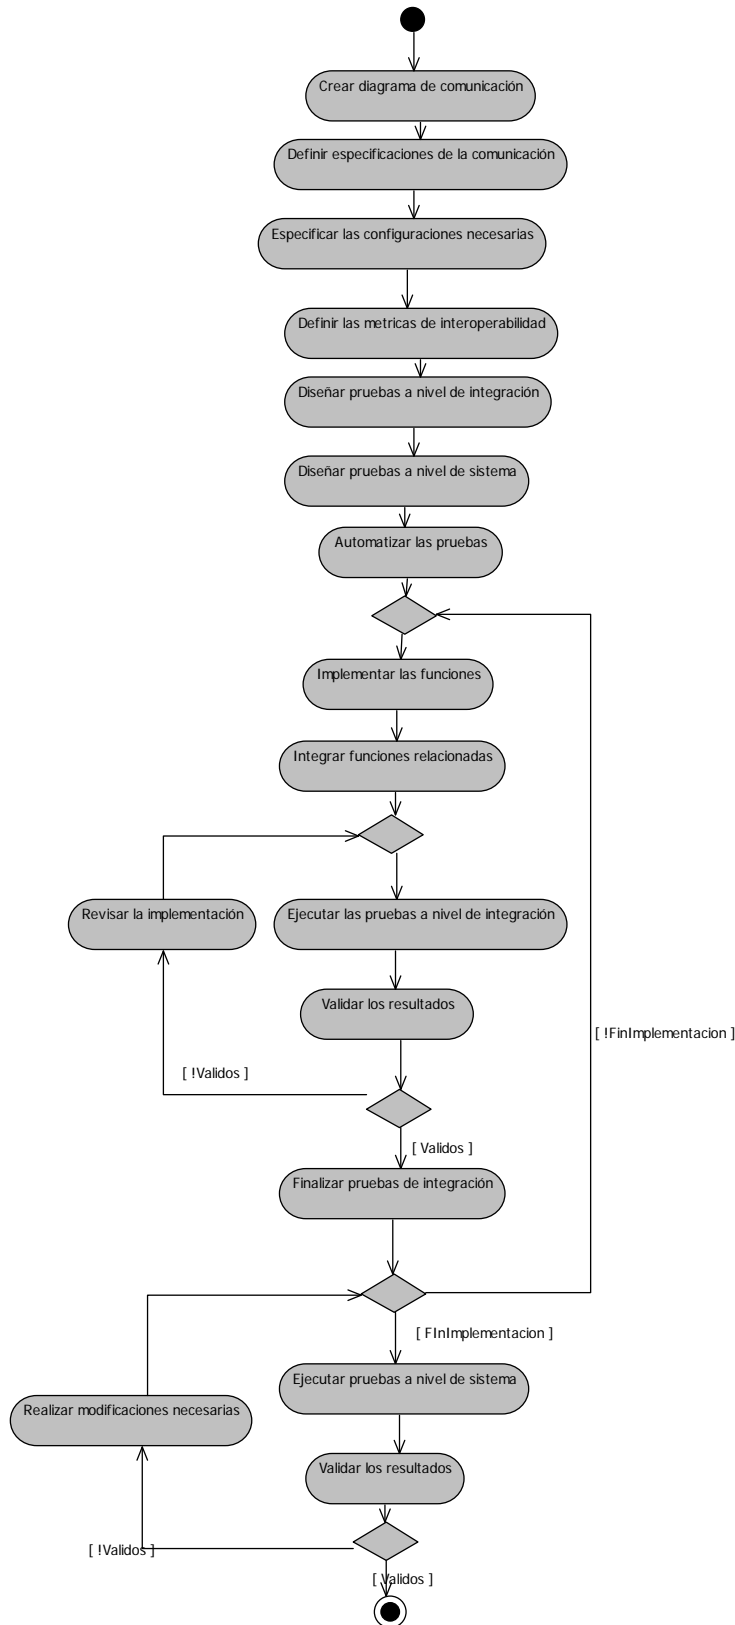 Crear diagrama de comunicación
Definir especificaciones de la comunicación
Especificar las configuraciones necesarias
Definir las metricas de interoperabilidad
Diseñar pruebas a nivel de integración
Diseñar pruebas a nivel de sistema
Automatizar las pruebas
Implementar las funciones
Integrar funciones relacionadas
Revisar la implementación
Ejecutar las pruebas a nivel de integración
Validar los resultados
[ !FinImplementacion ]
[ !Validos ]
[ Validos ]
Finalizar pruebas de integración
[ FInImplementacion ]
Ejecutar pruebas a nivel de sistema
Realizar modificaciones necesarias
Validar los resultados
[ !Validos ]
[ Validos ]